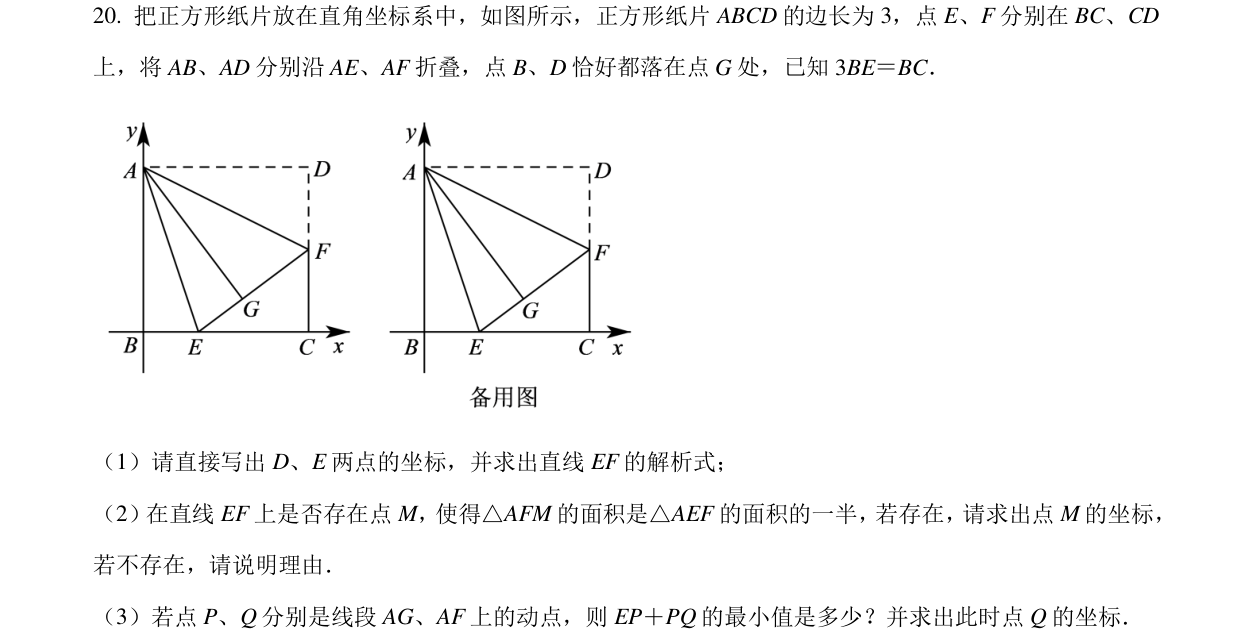 20. 把正方形纸片放在直角坐标系中，如图所示，正方形纸片 ABCD 的边长为 3，点 E、F 分别在 BC、CD
上，将 AB、AD 分别沿 AE、AF 折叠，点 B、D 恰好都落在点 G 处，已知 3BE＝BC．
y
A
D
F
G
B
E
C
x
y
A
D
F
G
B
E
C
x
备用图
（1）请直接写出 D、E 两点的坐标，并求出直线 EF 的解析式；
（2）在直线 EF 上是否存在点 M，使得△AFM 的面积是△AEF 的面积的一半，若存在，请求出点 M 的坐标，
若不存在，请说明理由．
（3）若点 P、Q 分别是线段 AG、AF 上的动点，则 EP＋PQ 的最小值是多少？并求出此时点 Q 的坐标．